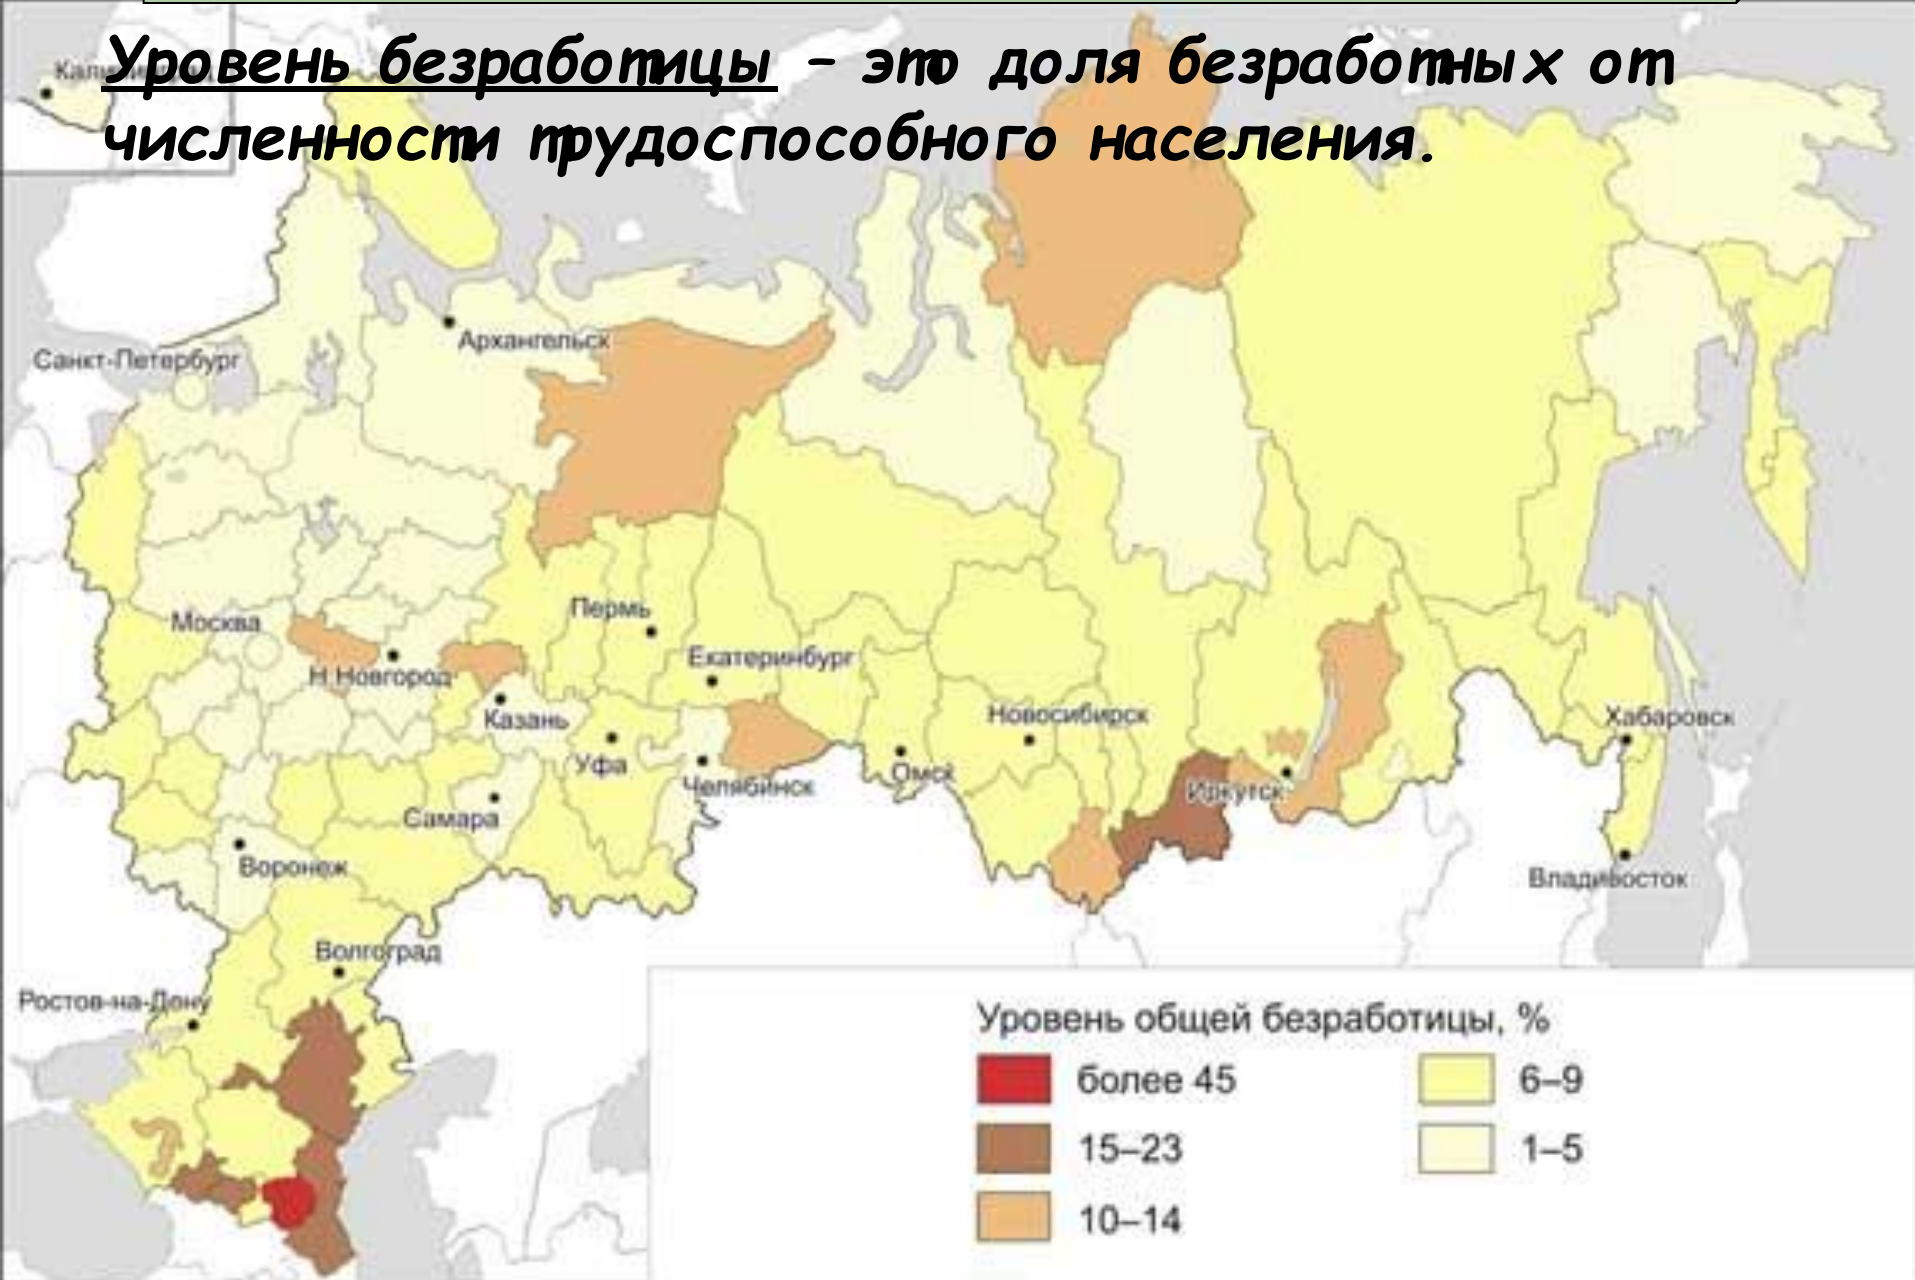 Уровень безработицы – это доля безработных от
численности трудоспособного населения.
Архангельск
Санкт-Петербург
Москва
Пермь
Екатеринбург
Н Новгород
Казань
Новосибирск
Хабаровск
Уфа
Челябинск
Омск
Иркутск
Самара
Воронеж
Владивосток
Волгоград
Ростов-на-Дону
Уровень общей безработицы, %
более 45
6–9
15–23
1–5
10–14